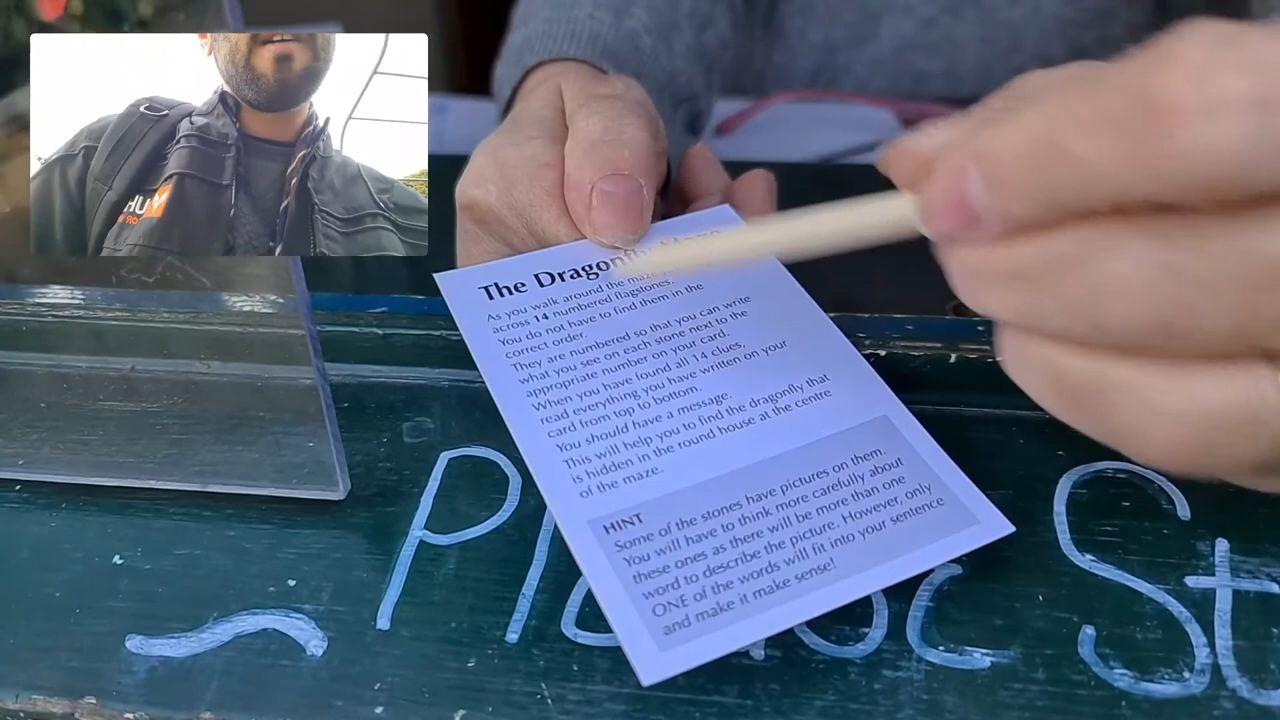 The Dragonfly Maze
As you walk around the maze
across 14 numbered flagstones.
You do not have to find them in the
correct order.
They are numbered so that you can write
what you see on each stone next to the
appropriate number on your card.
When you have found all 14 clues,
read everything you have written on your
card from top to bottom.
You should have a message.
This will help you to find the dragonfly that
is hidden in the round house at the centre
of the maze.
HINT
Some of the stones have pictures on them.
You will have to think more carefully about
these ones as there will be more than one
word to describe the picture. However, only
ONE of the words will fit into your sentence
and make it make sense!